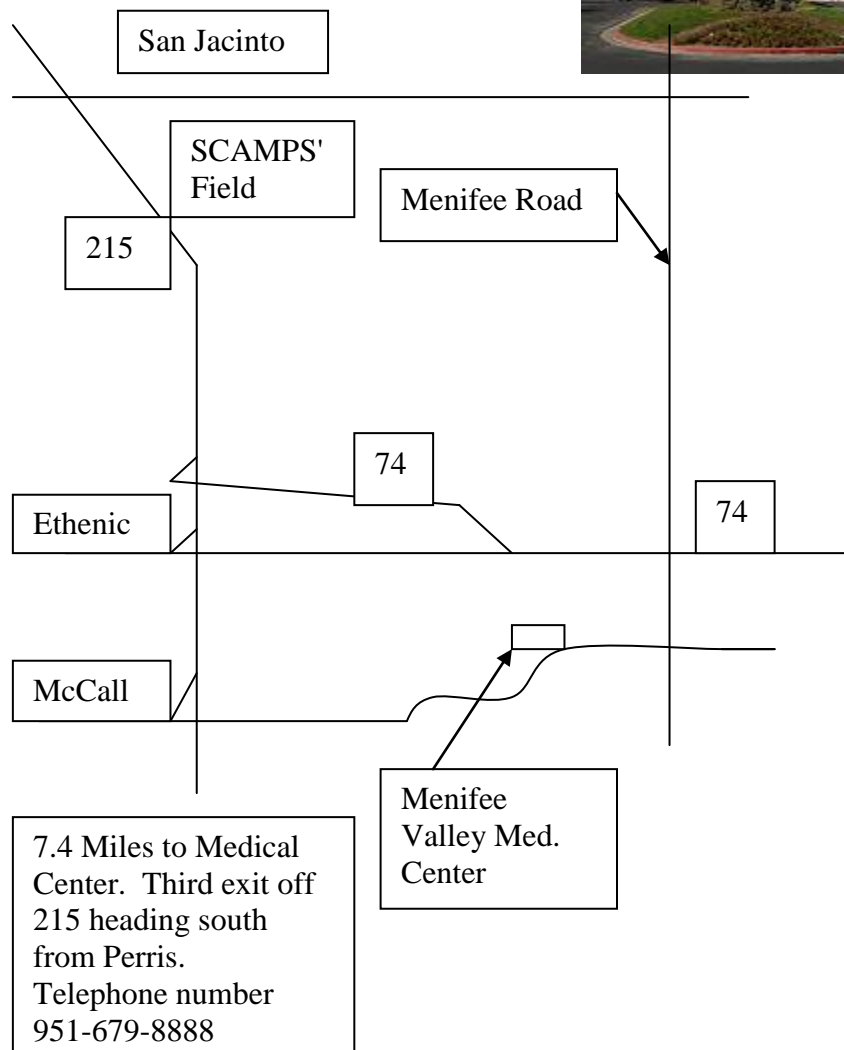 San Jacinto
SCAMPS'
Field
Menifee Road
215
74
Ethenic
74
McCall
Menifee
Valley Med.
Center
7.4 Miles to Medical
Center.  Third exit off
215 heading south
from Perris.
Telephone number
951-679-8888